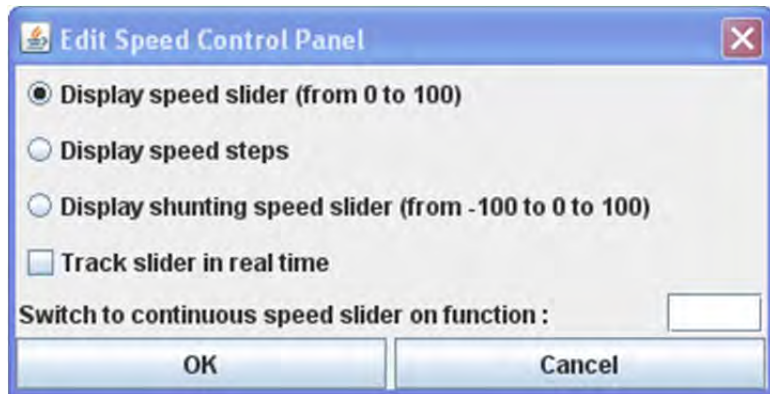 Edit Speed Control Panel
Display speed slider (from 0 to 100)
Display speed steps
Display shunting speed slider (from -100 to 0 to 100)
Track slider in real time
Switch to continuous speed slider on function :
OK Cancel